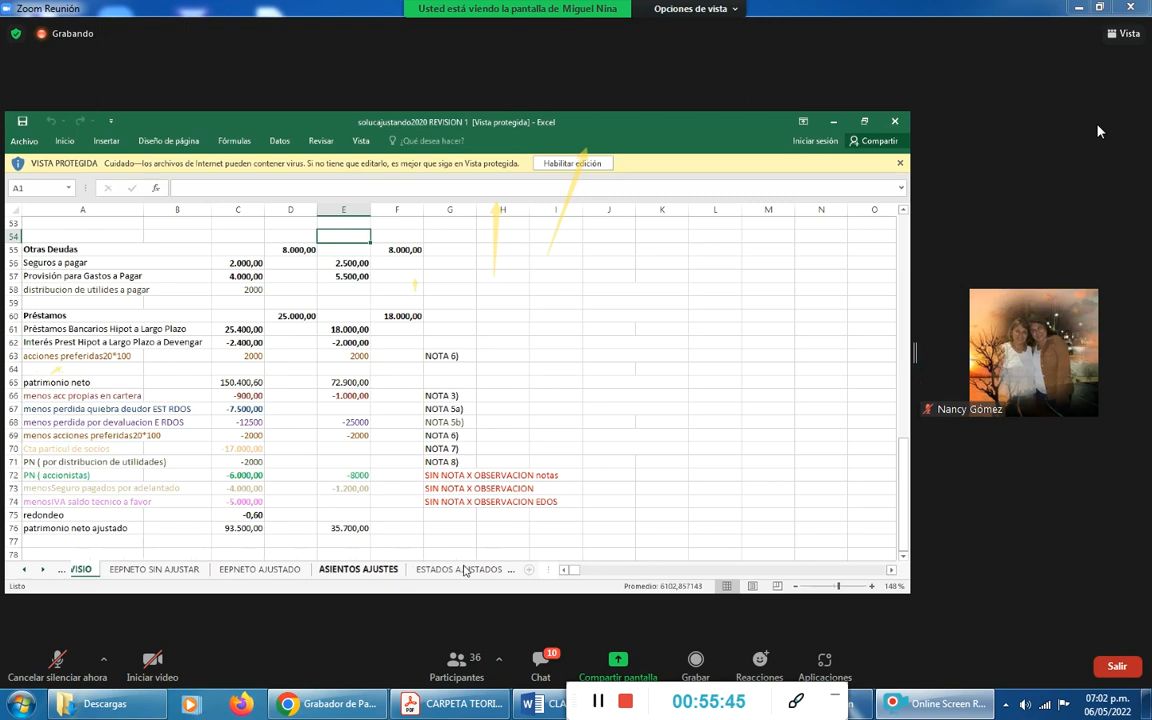 Zoom Reunión
Usted está viendo la pantalla de Miguel Nina
Opciones de vista
Grabando
Vista
solucajustando2020 REVISION 1 [Vista protegida] - Excel
Archivo Inicio Insertar Diseño de página Fórmulas Datos Revisar Vista ¿Qué desea hacer? Iniciar sesión Compartir
VISTA PROTEGIDA Cuidado—los archivos de Internet pueden contener virus. Si no tiene que editarlo, es mejor que siga en Vista protegida. Habilitar edición
A1 fx
A B C D E F G H I J K L M N O
53
54
55 Otras Deudas 8.000,00 8.000,00
56 Seguros a pagar 2.000,00 2.500,00
57 Provisión para Gastos a Pagar 4.000,00 5.500,00
58 distribucion de utilides a pagar 2000
59
60 Préstamos 25.000,00 18.000,00
61 Préstamos Bancarios Hipot a Largo Plazo 25.400,00 18.000,00
62 Interés Prest Hipot a Largo Plazo a Devengar -2.400,00 -2.000,00
63 acciones preferidas20*100 2000 2000 NOTA 6)
64
65 patrimonio neto 150.400,60 72.900,00
66 menos acc propias en cartera -900,00 -1.000,00 NOTA 3)
67 menos perdida quiebra deudor EST RDOS -7.500,00 NOTA 5a)
68 menos perdida por devaluacion E RDOS -12500 -25000 NOTA 5b)
69 menos acciones preferidas20*100 -2000 -2000 NOTA 6)
70 Cta particul de socios -17.000,00 NOTA 7)
71 PN ( por distribucion de utilidades) -2000 NOTA 8)
72 PN ( accionistas) -6.000,00 -8000 SIN NOTA X OBSERVACION notas
73 menosSeguro pagados por adelantado -4.000,00 -1.200,00 SIN NOTA X OBSERVACION
74 menosIVA saldo tecnico a favor -5.000,00 SIN NOTA X OBSERVACION EDOS
75 redondeo -0,60
76 patrimonio neto ajustado 93.500,00 35.700,00
77
78
... VISIO EEPNETO SIN AJUSTAR EEPNETO AJUSTADO ASIENTOS AJUSTES ESTADOS AJUSTADOS ...
Listo Promedio: 6102,857143 148 %
Nancy Gómez
Cancelar silenciar ahora Iniciar video 36 Participantes 10 Chat Compartir pantalla Grabar Reacciones Aplicaciones Salir
Descargas Grabador de Pa... CARPETA TEORI... CLA 00:55:45 Online Screen R... 07:02 p.m.
06/05/2022